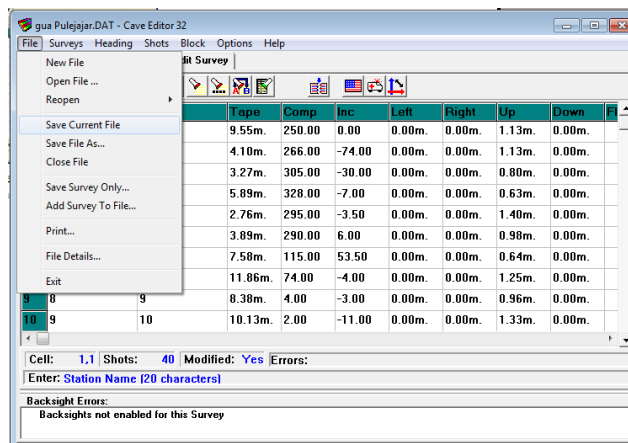 gua Pulejajar.DAT - Cave Editor 32
File Surveys Heading Shots Block Options Help
New File
dit Survey
Open File ...
Reopen
Save Current File
Save File As...
Close File
Save Survey Only...
Add Survey To File...
Print...
File Details...
Exit
Tape Comp Inc Left Right Up Down Fl
9.55m. 250.00 0.00 0.00m. 0.00m. 1.13m. 0.00m.
4.10m. 266.00 -74.00 0.00m. 0.00m. 1.13m. 0.00m.
3.27m. 305.00 -30.00 0.00m. 0.00m. 0.80m. 0.00m.
5.89m. 328.00 -7.00 0.00m. 0.00m. 0.63m. 0.00m.
2.76m. 295.00 -3.50 0.00m. 0.00m. 1.40m. 0.00m.
3.89m. 290.00 6.00 0.00m. 0.00m. 0.98m. 0.00m.
7.58m. 115.00 53.50 0.00m. 0.00m. 0.64m. 0.00m.
11.86m. 74.00 -4.00 0.00m. 0.00m. 1.25m. 0.00m.
9 8 9 8.38m. 4.00 -3.00 0.00m. 0.00m. 0.96m. 0.00m.
10 9 10 10.13m. 2.00 -11.00 0.00m. 0.00m. 1.33m. 0.00m.
Cell: 1,1 Shots: 40 Modified: Yes Errors:
Enter: Station Name (20 characters)
Backsight Errors:
Backsights not enabled for this Survey